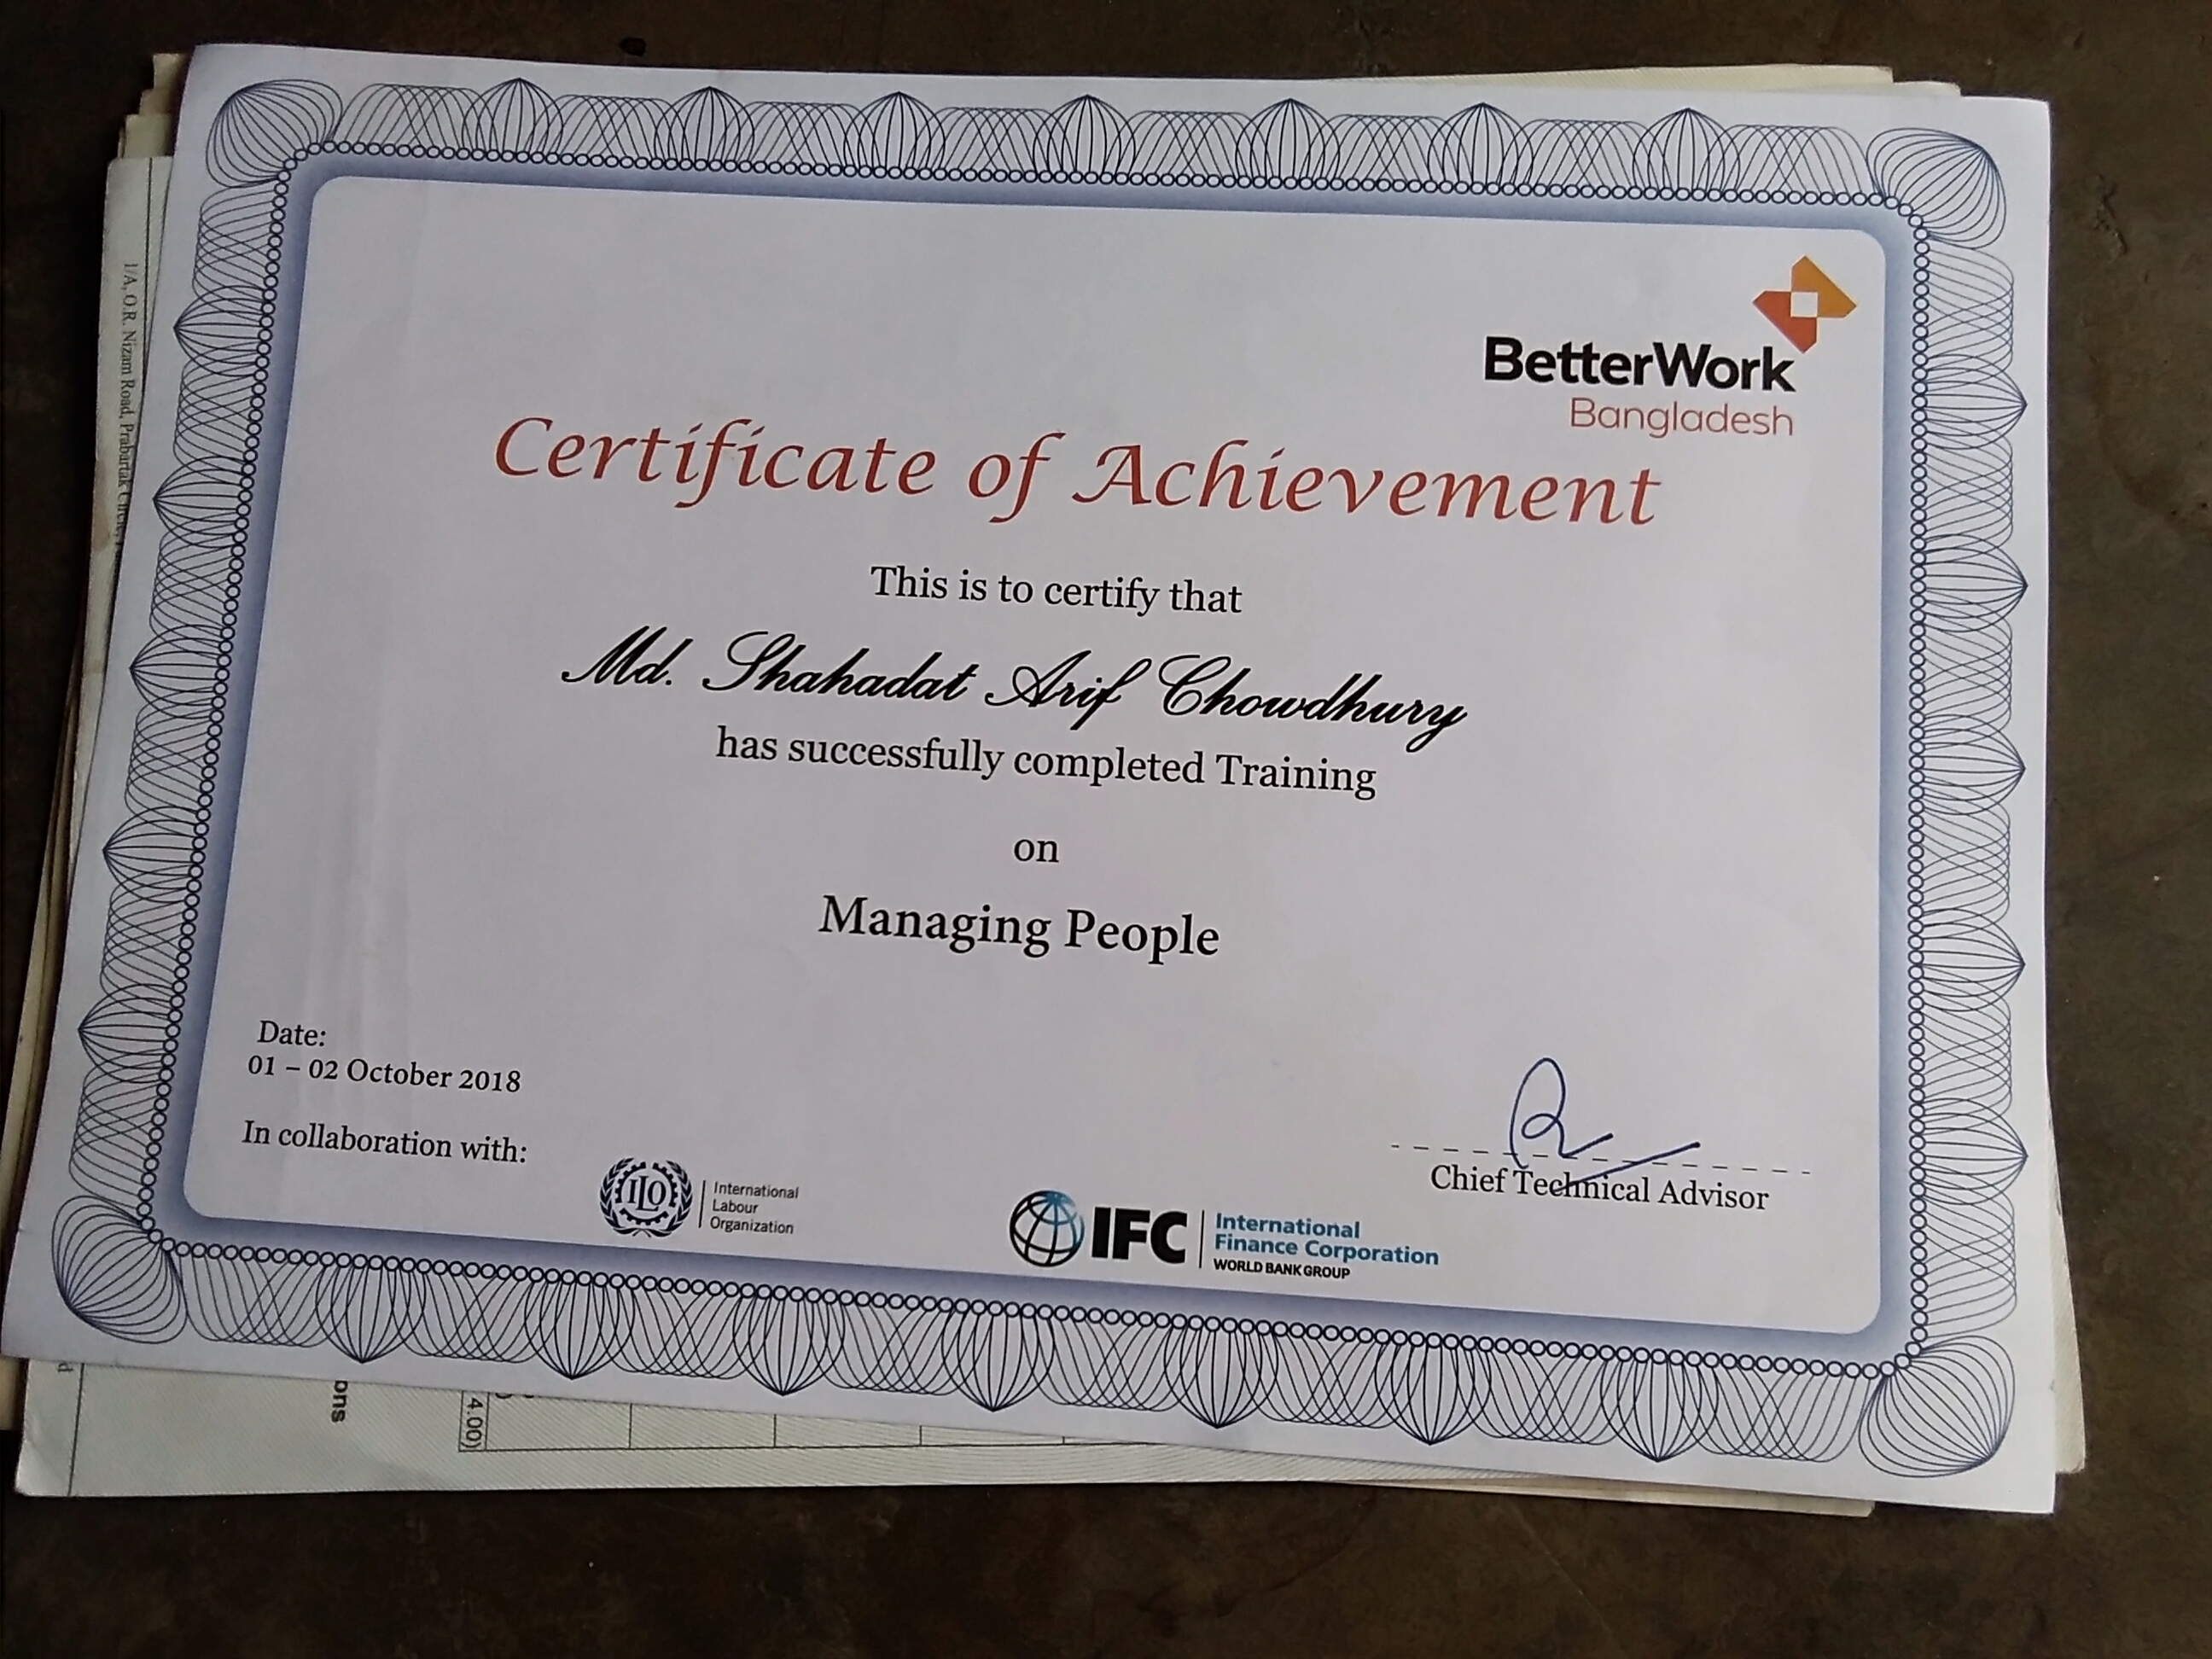 BetterWork
Bangladesh
Certificate of Achievement
This is to certify that
Md. Shahadat Arif Chowdhury
has successfully completed Training
on
Managing People
Date:
01 – 02 October 2018
In collaboration with:
Chief Technical Advisor
ILO
International
Labour
Organization
IFC
International
Finance Corporation
WORLD BANK GROUP
1/A, O.R. Nizam Road, Prabartak Circle,
ons
4.00)